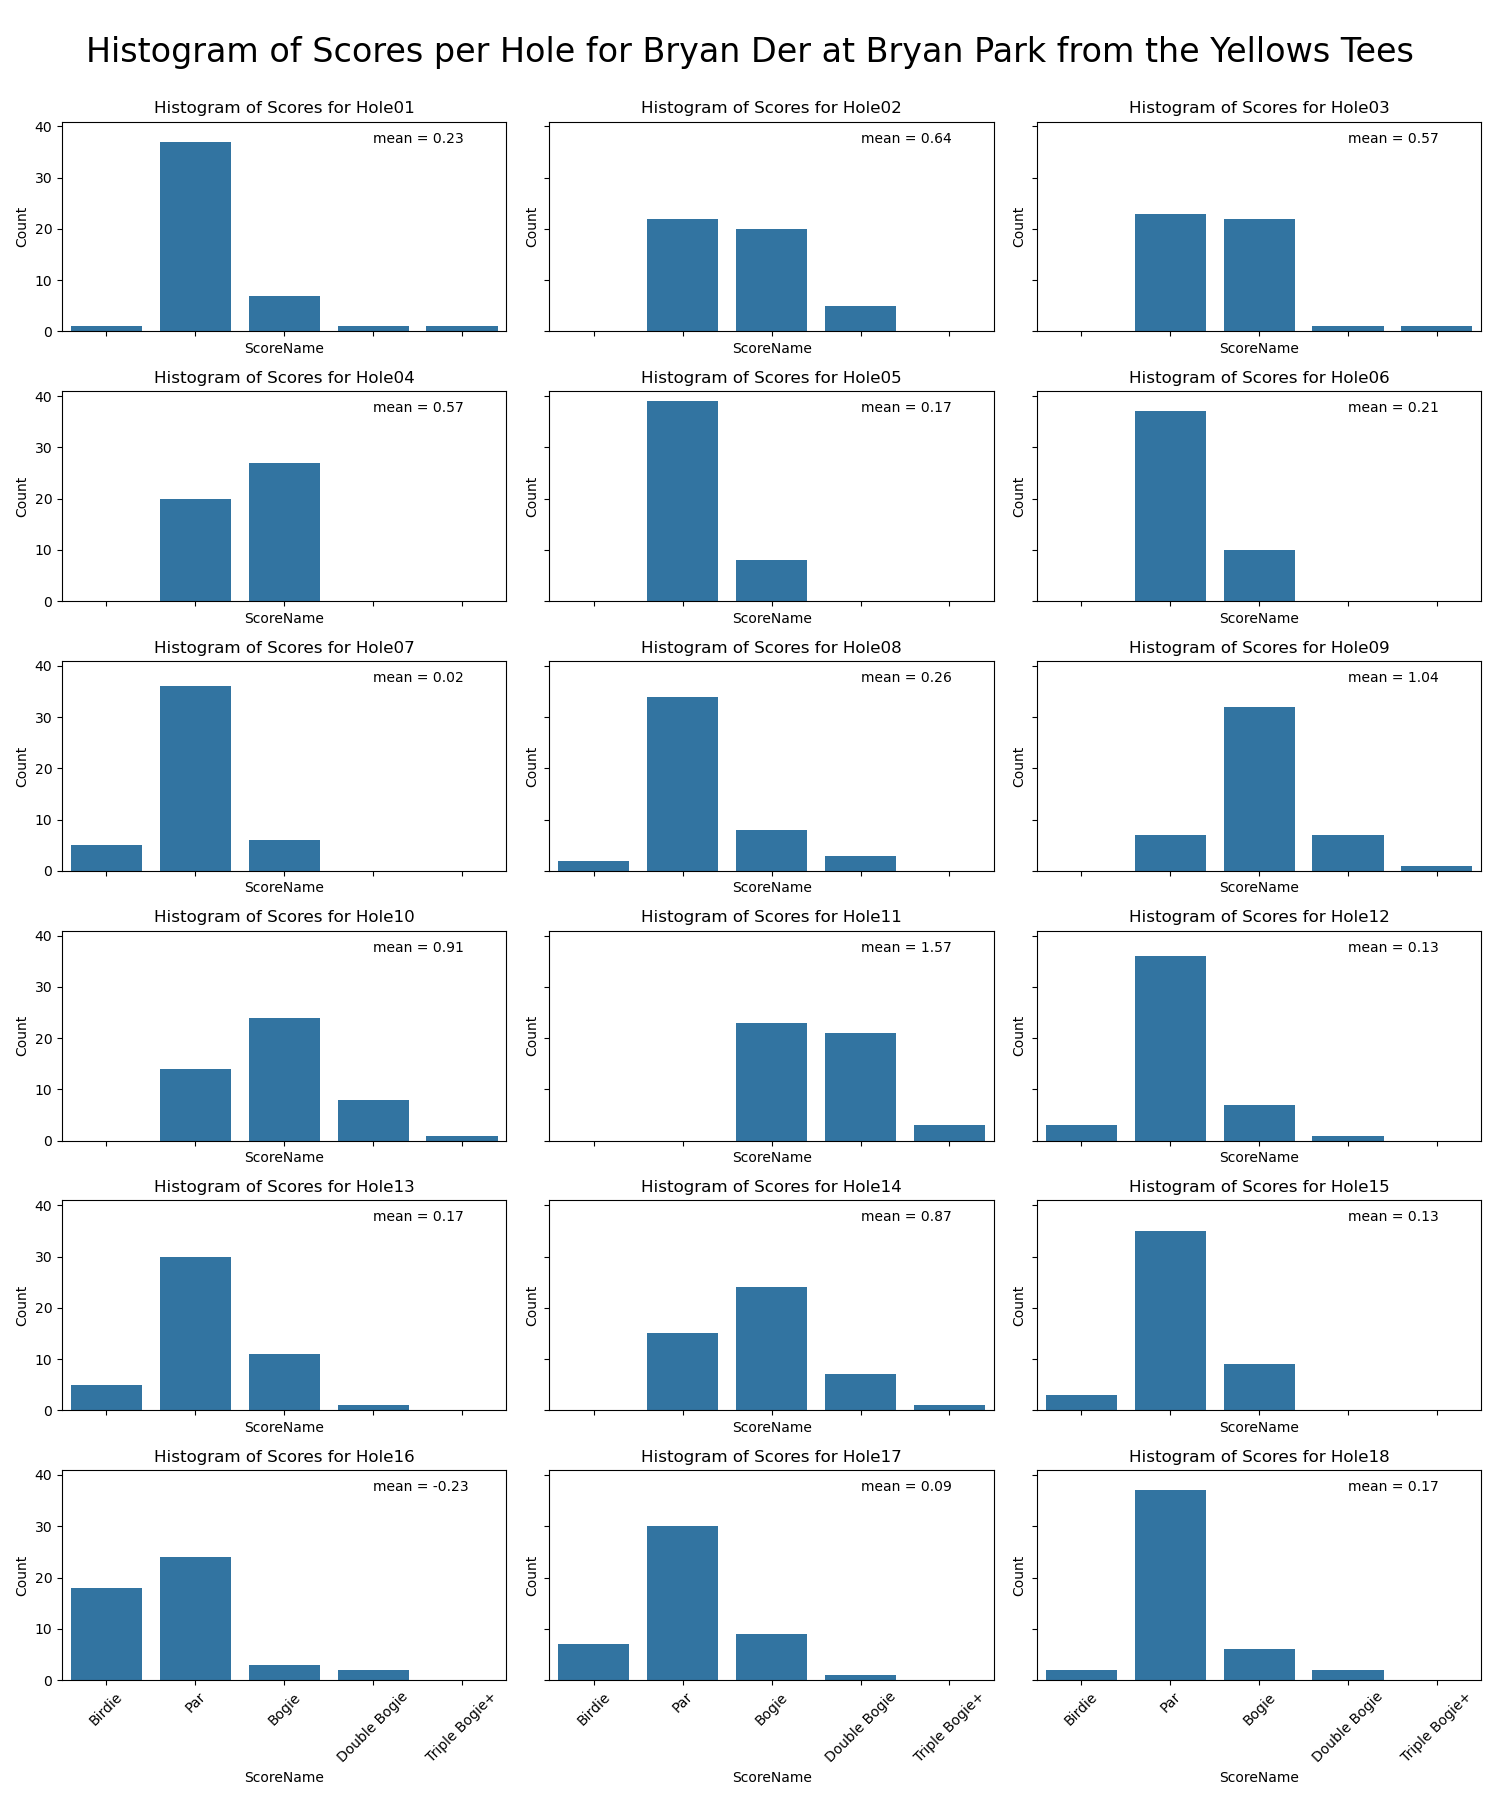 Histogram of Scores per Hole for Bryan Der at Bryan Park from the Yellows Tees
Histogram of Scores for Hole01
mean = 0.23
40
30
20
10
0
Count
ScoreName
Histogram of Scores for Hole02
mean = 0.64
Count
ScoreName
Histogram of Scores for Hole03
mean = 0.57
Count
ScoreName
Histogram of Scores for Hole04
mean = 0.57
40
30
20
10
0
Count
ScoreName
Histogram of Scores for Hole05
mean = 0.17
Count
ScoreName
Histogram of Scores for Hole06
mean = 0.21
Count
ScoreName
Histogram of Scores for Hole07
mean = 0.02
40
30
20
10
0
Count
ScoreName
Histogram of Scores for Hole08
mean = 0.26
Count
ScoreName
Histogram of Scores for Hole09
mean = 1.04
Count
ScoreName
Histogram of Scores for Hole10
mean = 0.91
40
30
20
10
0
Count
ScoreName
Histogram of Scores for Hole11
mean = 1.57
Count
ScoreName
Histogram of Scores for Hole12
mean = 0.13
Count
ScoreName
Histogram of Scores for Hole13
mean = 0.17
40
30
20
10
0
Count
ScoreName
Histogram of Scores for Hole14
mean = 0.87
Count
ScoreName
Histogram of Scores for Hole15
mean = 0.13
Count
ScoreName
Histogram of Scores for Hole16
mean = -0.23
40
30
20
10
0
Count
Birdie
Par
Bogie
Double Bogie
Triple Bogie+
ScoreName
Histogram of Scores for Hole17
mean = 0.09
Count
Birdie
Par
Bogie
Double Bogie
Triple Bogie+
ScoreName
Histogram of Scores for Hole18
mean = 0.17
Count
Birdie
Par
Bogie
Double Bogie
Triple Bogie+
ScoreName